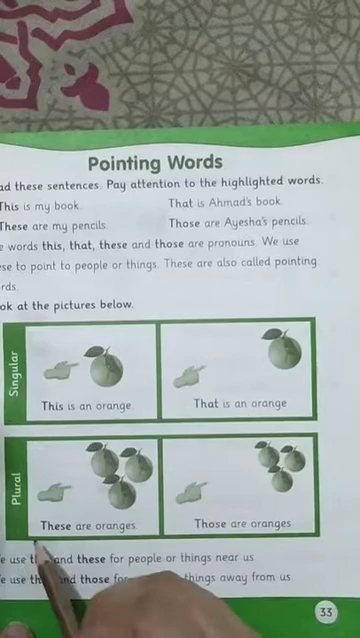 Pointing Words
ad these sentences. Pay attention to the highlighted words.
This is my book. That is Ahmad's book.
These are my pencils. Those are Ayesha's pencils.
e words this, that, these and those are pronouns. We use
se to point to people or things. These are also called pointing
rds.
ok at the pictures below.
Singular
This is an orange. That is an orange
Plural
These are oranges. Those are oranges
e use and these for people or things near us.
e use and those things away from us.
33